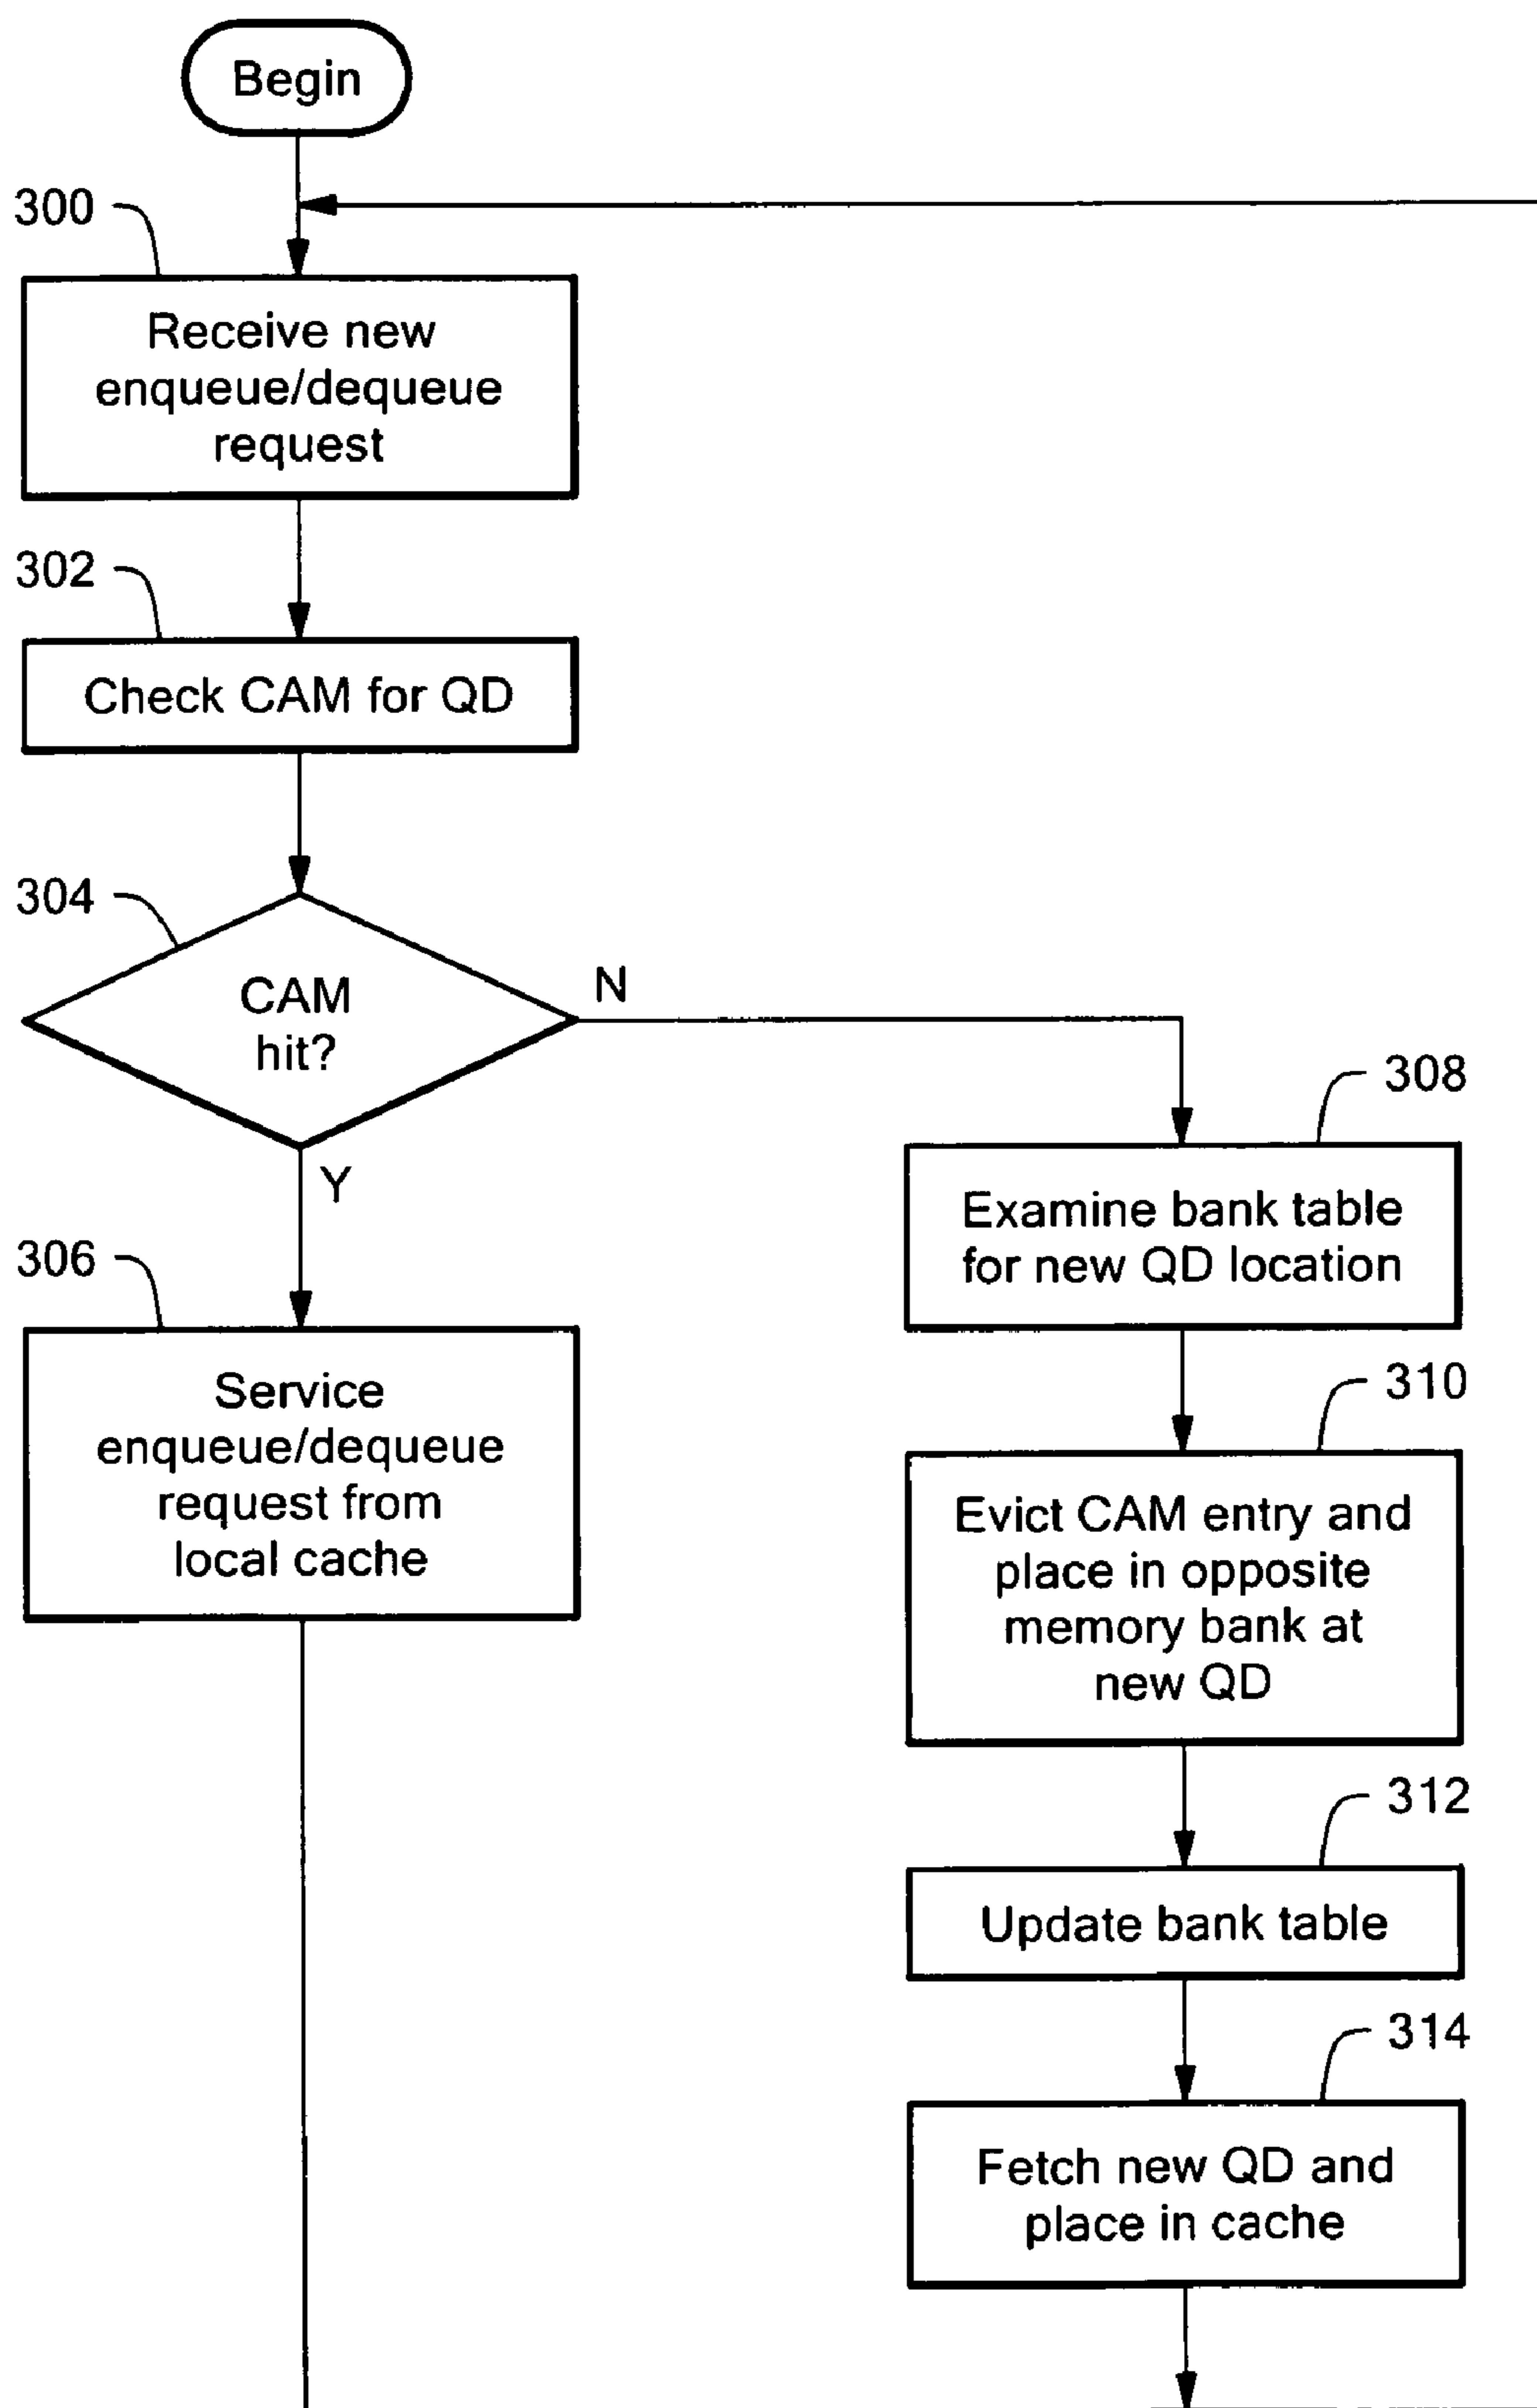 Begin
300
Receive new
enqueue/dequeue
request
302
Check CAM for QD
304
CAM
hit?
N
Y
306
Service
enqueue/dequeue
request from
local cache
308
Examine bank table
for new QD location
310
Evict CAM entry and
place in opposite
memory bank at
new QD
312
Update bank table
314
Fetch new QD and
place in cache